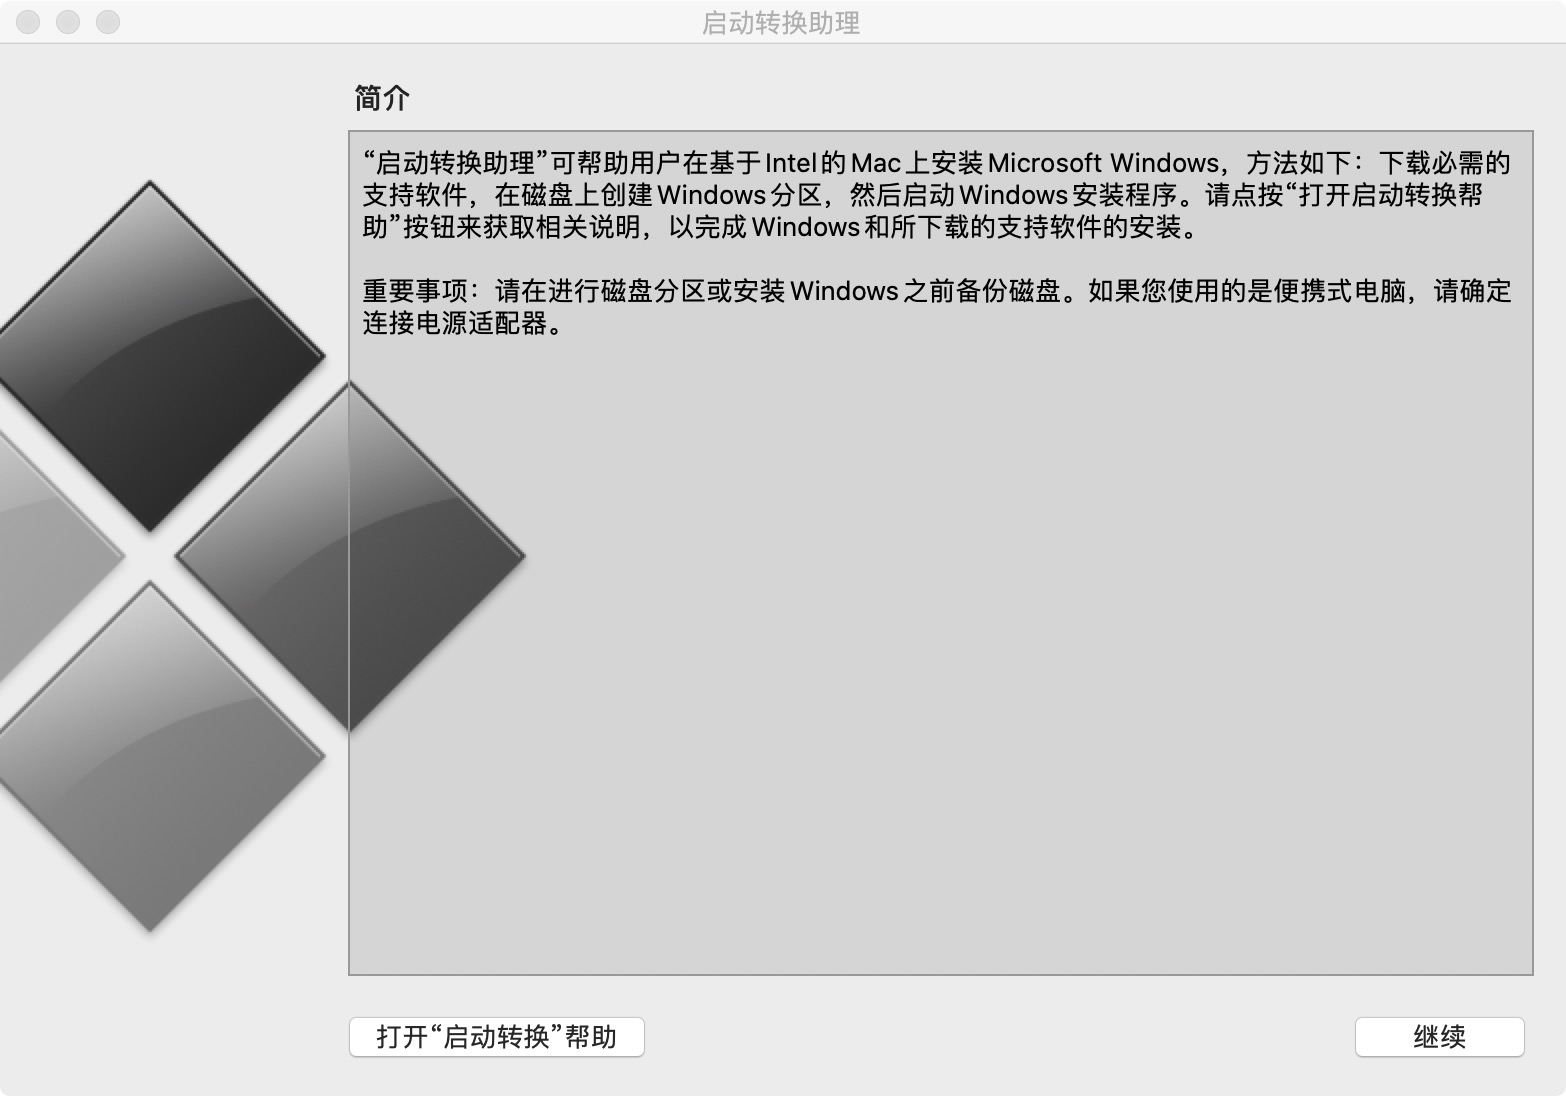 启动转换助理
简介
“启动转换助理”可帮助用户在基于Intel的Mac上安装Microsoft Windows，方法如下：下载必需的
支持软件，在磁盘上创建Windows分区，然后启动Windows安装程序。请点按“打开启动转换帮
助”按钮来获取相关说明，以完成Windows和所下载的支持软件的安装。
重要事项：请在进行磁盘分区或安装Windows之前备份磁盘。如果您使用的是便携式电脑，请确定
连接电源适配器。
打开“启动转换”帮助
继续